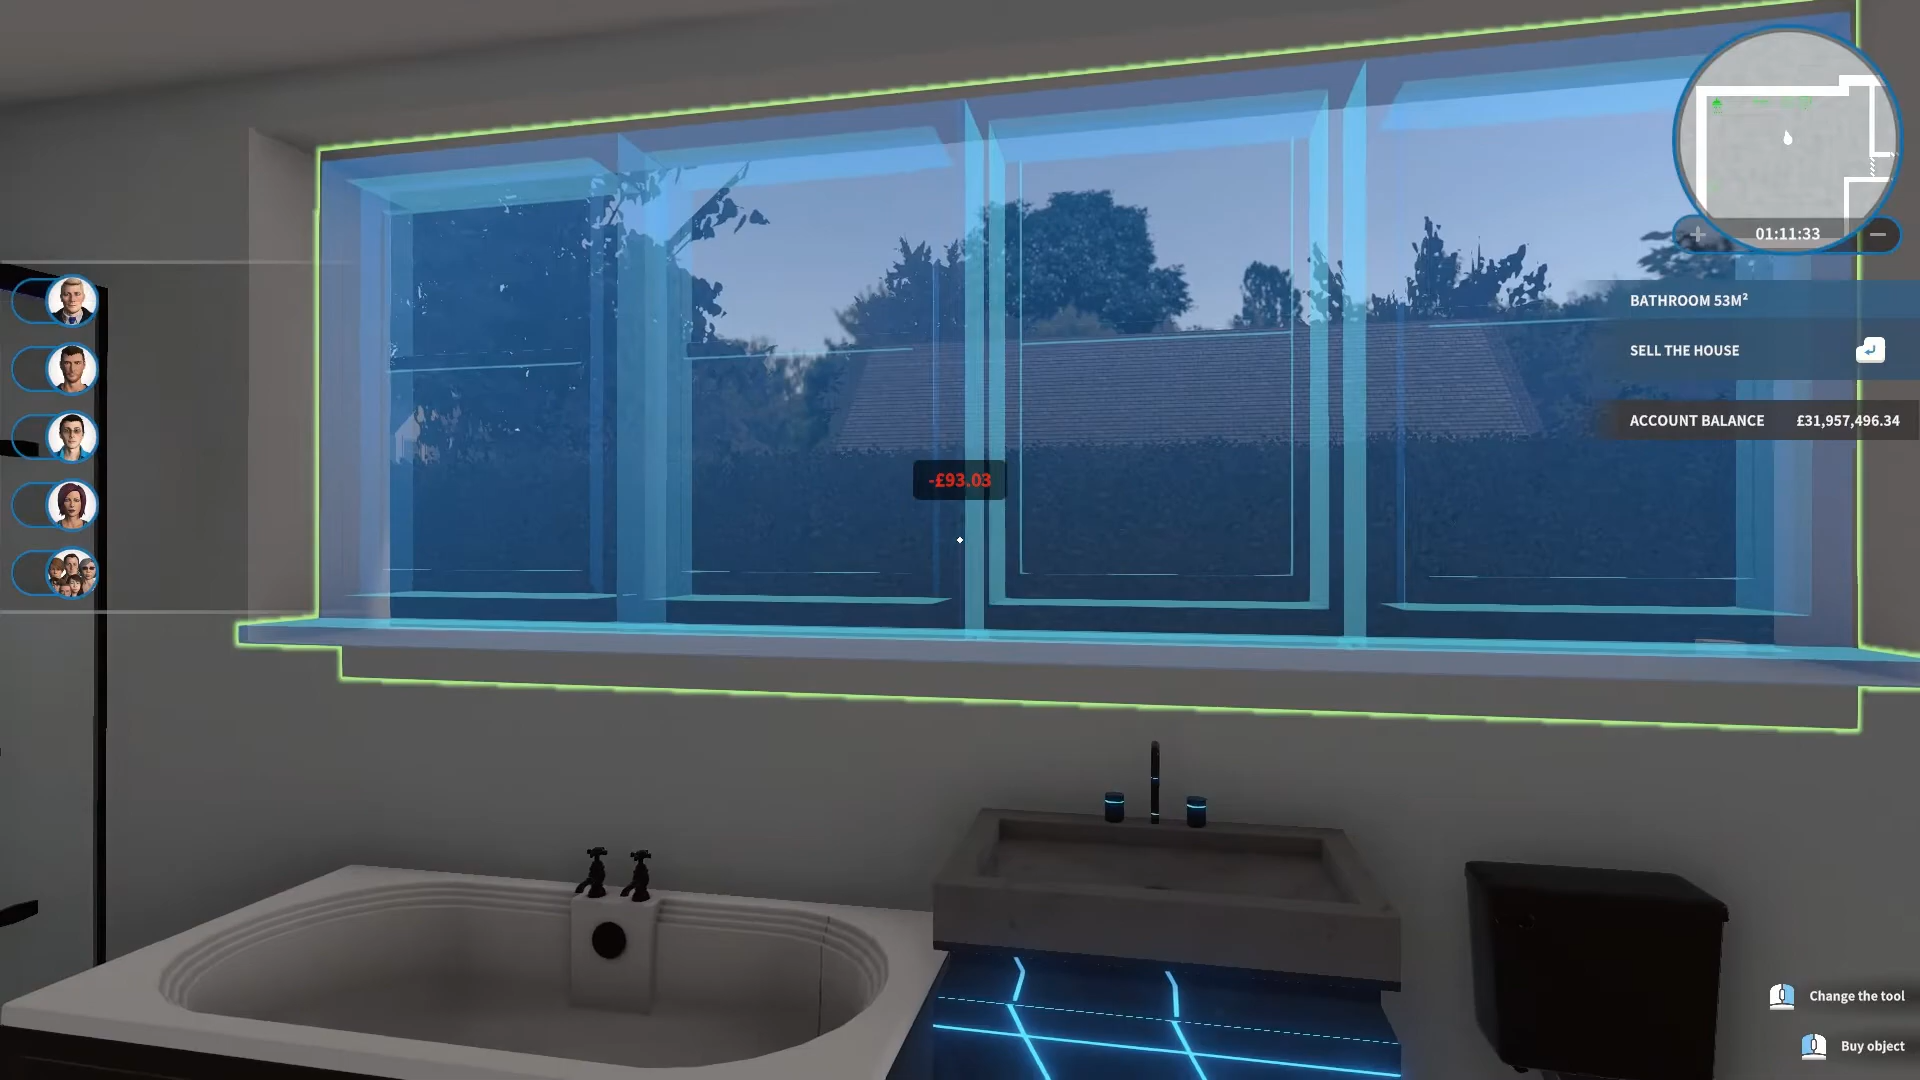 01:11:33
BATHROOM 53M²
SELL THE HOUSE
ACCOUNT BALANCE £31,957,496.34
-£93.03
Change the tool
Buy object